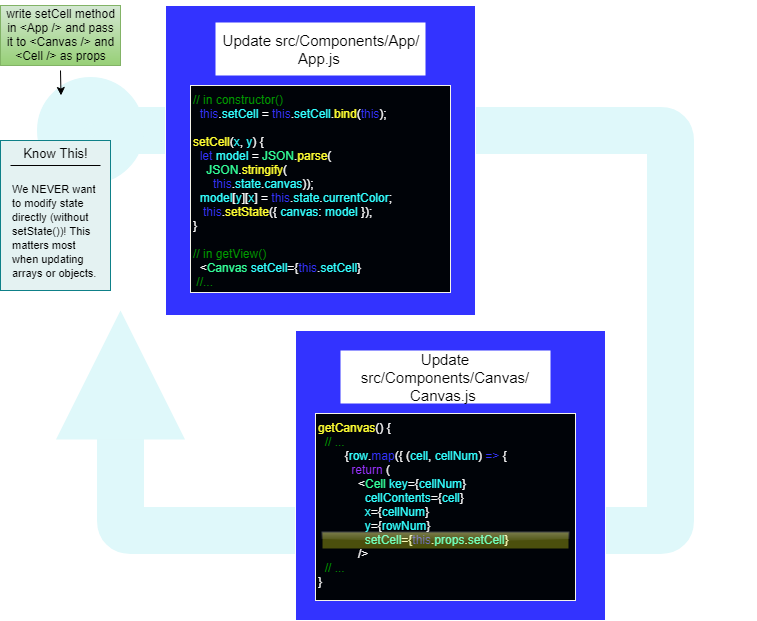 write setCell method
in <App /> and pass
it to <Canvas /> and
<Cell /> as props
Know This!
We NEVER want
to modify state
directly (without
setState())! This
matters most
when updating
arrays or objects.
Update src/Components/App/
App.js
// in constructor()
this.setCell = this.setCell.bind(this);
setCell(x, y) {
let model = JSON.parse(
JSON.stringify(
this.state.canvas));
model[y][x] = this.state.currentColor;
this.setState({ canvas: model });
}
// in getView()
<Canvas setCell={this.setCell}
//...
Update
src/Components/Canvas/
Canvas.js
getCanvas() {
// ...
{row.map({ (cell, cellNum) => {
return (
<Cell key={cellNum}
cellContents={cell}
x={cellNum}
y={rowNum}
setCell={this.props.setCell}
/>
// ...
}